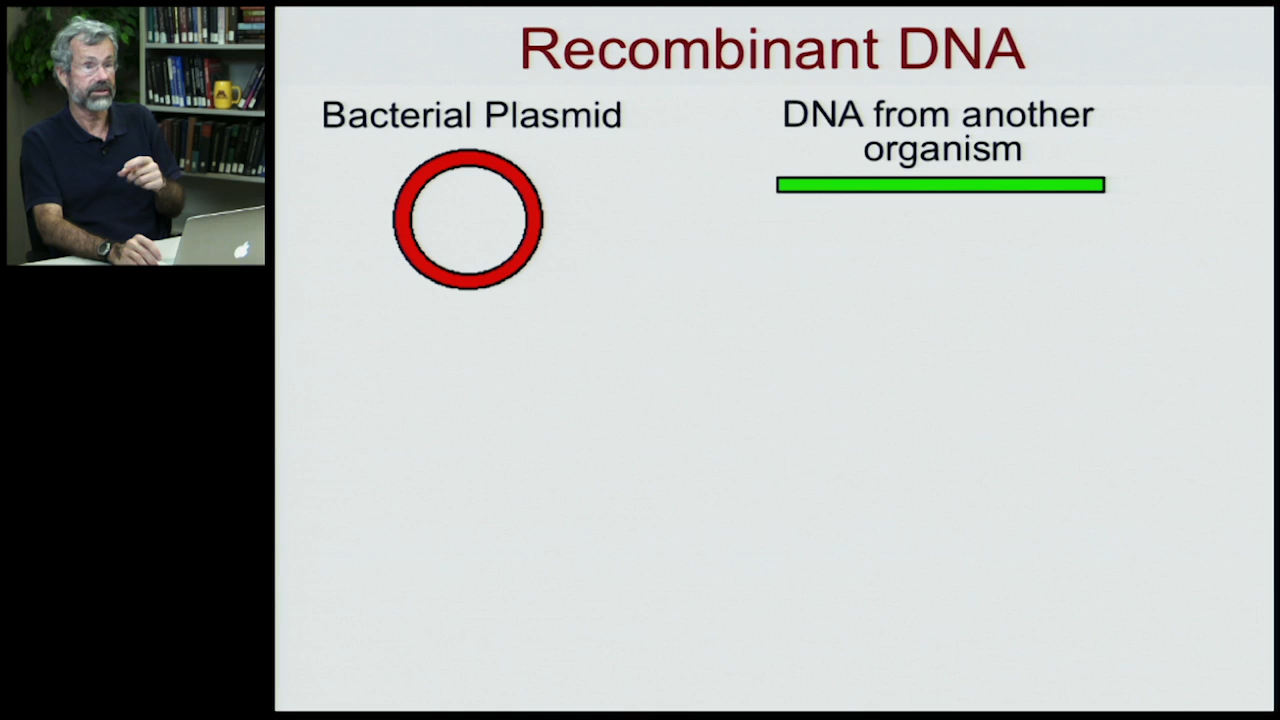 Recombinant DNA
Bacterial Plasmid
DNA from another
organism